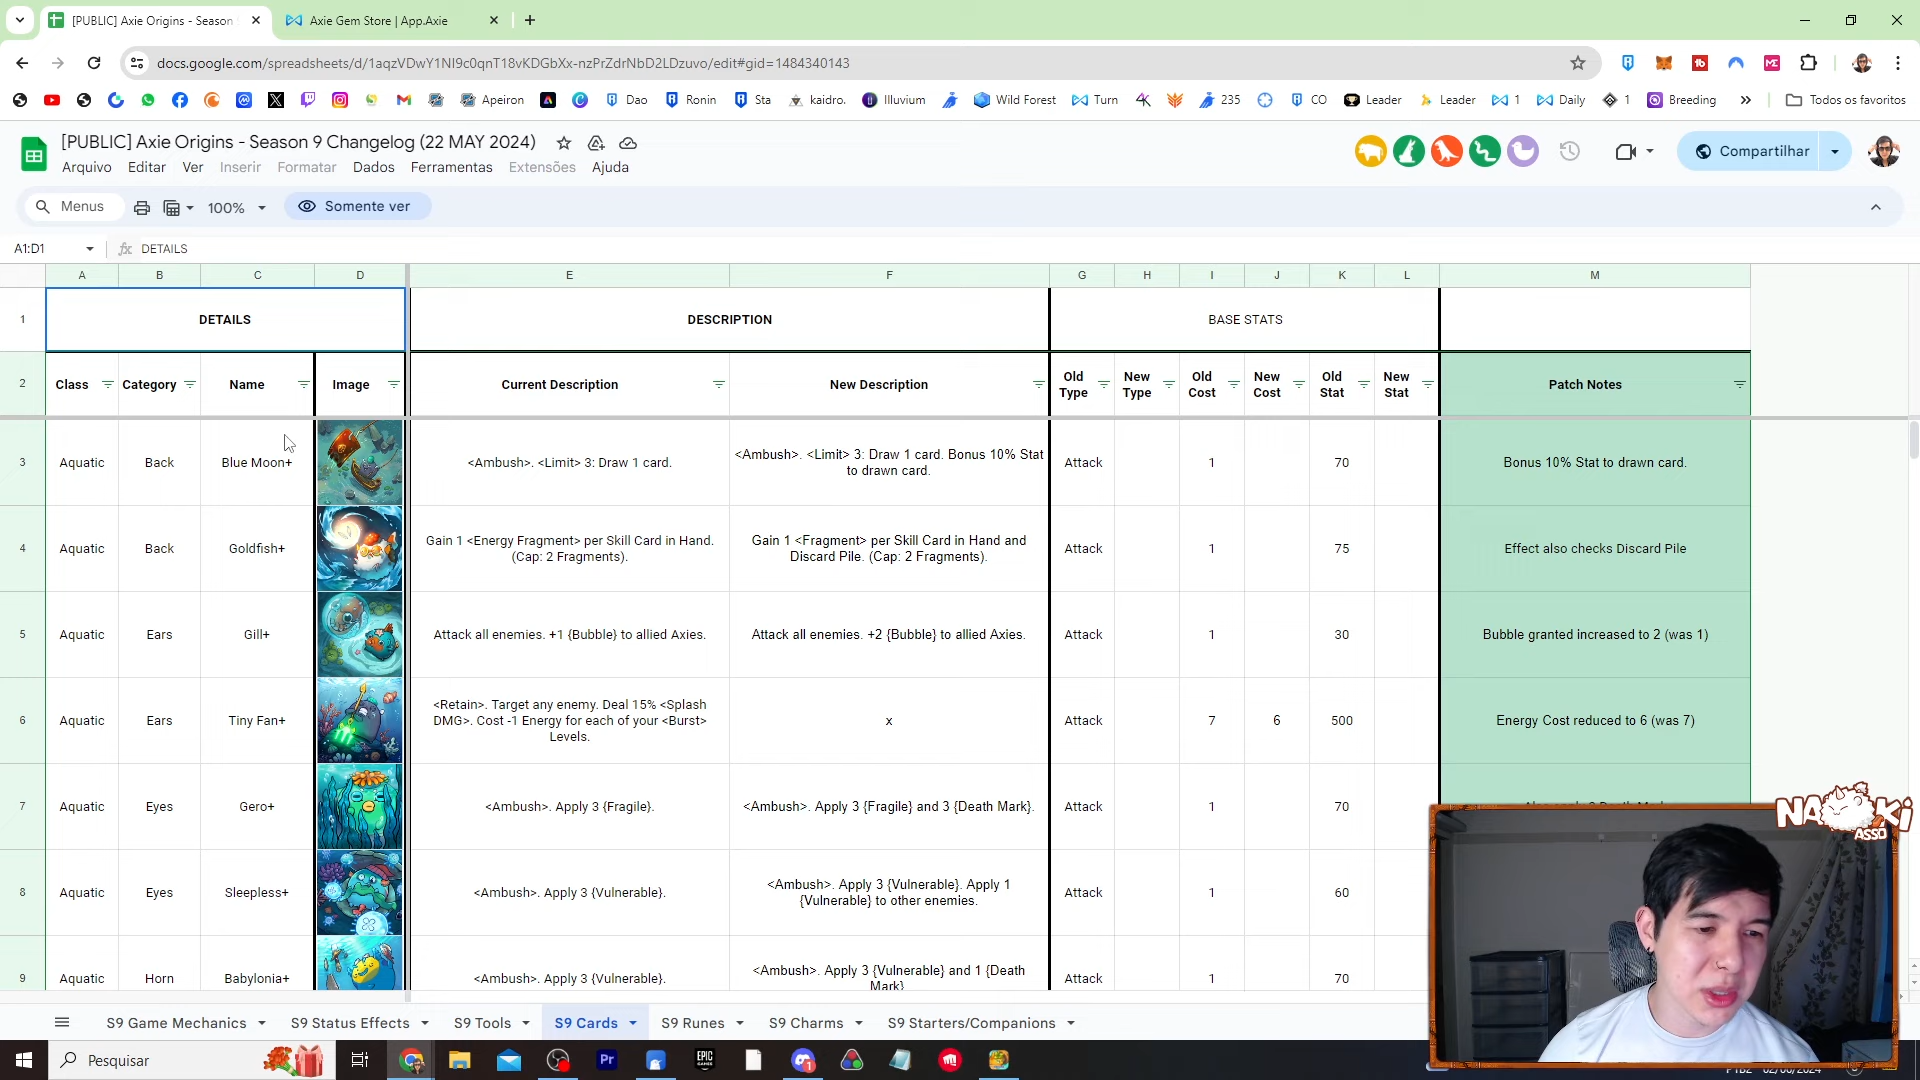 [PUBLIC] Axie Origins - Season
Axie Gem Store | App.Axie
docs.google.com/spreadsheets/d/1aqzVDwY1NI9c0qnT18vKDGbXx-nzPrZdrNbD2LDzuvo/edit#gid=1484340143
Apeiron Dao Ronin Sta kaidro. Illuvium Wild Forest Turn 235 CO Leader Leader 1 Daily 1 Breeding Todos os favoritos
[PUBLIC] Axie Origins - Season 9 Changelog (22 MAY 2024)
Arquivo Editar Ver Inserir Formatar Dados Ferramentas Extensões Ajuda
Compartilhar
Menus 100% Somente ver
A1:D1 fx DETAILS
A B C D E F G H I J K L M
1 DETAILS DESCRIPTION BASE STATS
2 Class Category Name Image Current Description New Description Old Type New Type Old Cost New Cost Old Stat New Stat Patch Notes
3 Aquatic Back Blue Moon+ <Ambush>. <Limit> 3: Draw 1 card. <Ambush>. <Limit> 3: Draw 1 card. Bonus 10% Stat to drawn card. Attack 1 70 Bonus 10% Stat to drawn card.
4 Aquatic Back Goldfish+ Gain 1 <Energy Fragment> per Skill Card in Hand. (Cap: 2 Fragments). Gain 1 <Fragment> per Skill Card in Hand and Discard Pile. (Cap: 2 Fragments). Attack 1 75 Effect also checks Discard Pile
5 Aquatic Ears Gill+ Attack all enemies. +1 {Bubble} to allied Axies. Attack all enemies. +2 {Bubble} to allied Axies. Attack 1 30 Bubble granted increased to 2 (was 1)
6 Aquatic Ears Tiny Fan+ <Retain>. Target any enemy. Deal 15% <Splash DMG>. Cost -1 Energy for each of your <Burst> Levels. x Attack 7 6 500 Energy Cost reduced to 6 (was 7)
7 Aquatic Eyes Gero+ <Ambush>. Apply 3 {Fragile}. <Ambush>. Apply 3 {Fragile} and 3 {Death Mark}. Attack 1 70
8 Aquatic Eyes Sleepless+ <Ambush>. Apply 3 {Vulnerable}. <Ambush>. Apply 3 {Vulnerable}. Apply 1 {Vulnerable} to other enemies. Attack 1 60
9 Aquatic Horn Babylonia+ <Ambush>. Apply 3 {Vulnerable}. <Ambush>. Apply 3 {Vulnerable} and 1 {Death Mark} Attack 1 70
NAOKI
ASSO
S9 Game Mechanics S9 Status Effects S9 Tools S9 Cards S9 Runes S9 Charms S9 Starters/Companions
Pesquisar